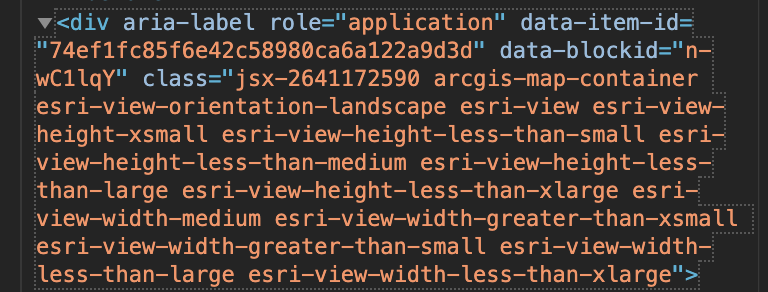 ▼<div aria-label role="application" data-item-id=
"74ef1fc85f6e42c58980ca6a122a9d3d" data-blockid="n-
wC1lqY" class="jsx-2641172590 arcgis-map-container
esri-view-orientation-landscape esri-view esri-view-
height-xsmall esri-view-height-less-than-small esri-
view-height-less-than-medium esri-view-height-less-
than-large esri-view-height-less-than-xlarge esri-
view-width-medium esri-view-width-greater-than-xsmall
esri-view-width-greater-than-small esri-view-width-
less-than-large esri-view-width-less-than-xlarge">